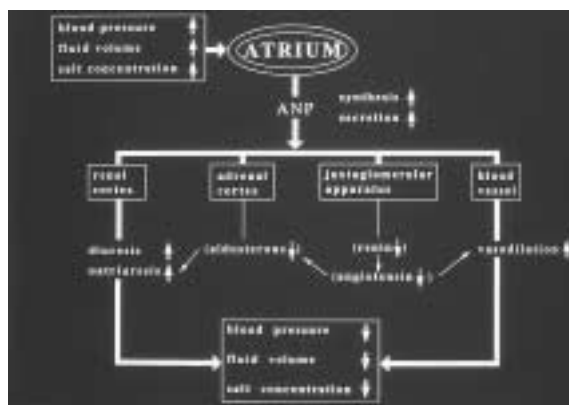 blood pressure
fluid volume
salt concentration
ATRIUM
ANP
synthesis
secretion
renal
cortex
adrenal
cortex
juxtaglomerular
apparatus
blood
vessel
diuresis
natriuresis
(aldosterone)
(renin)
(angiotensin)
vasodilation
blood pressure
fluid volume
salt concentration